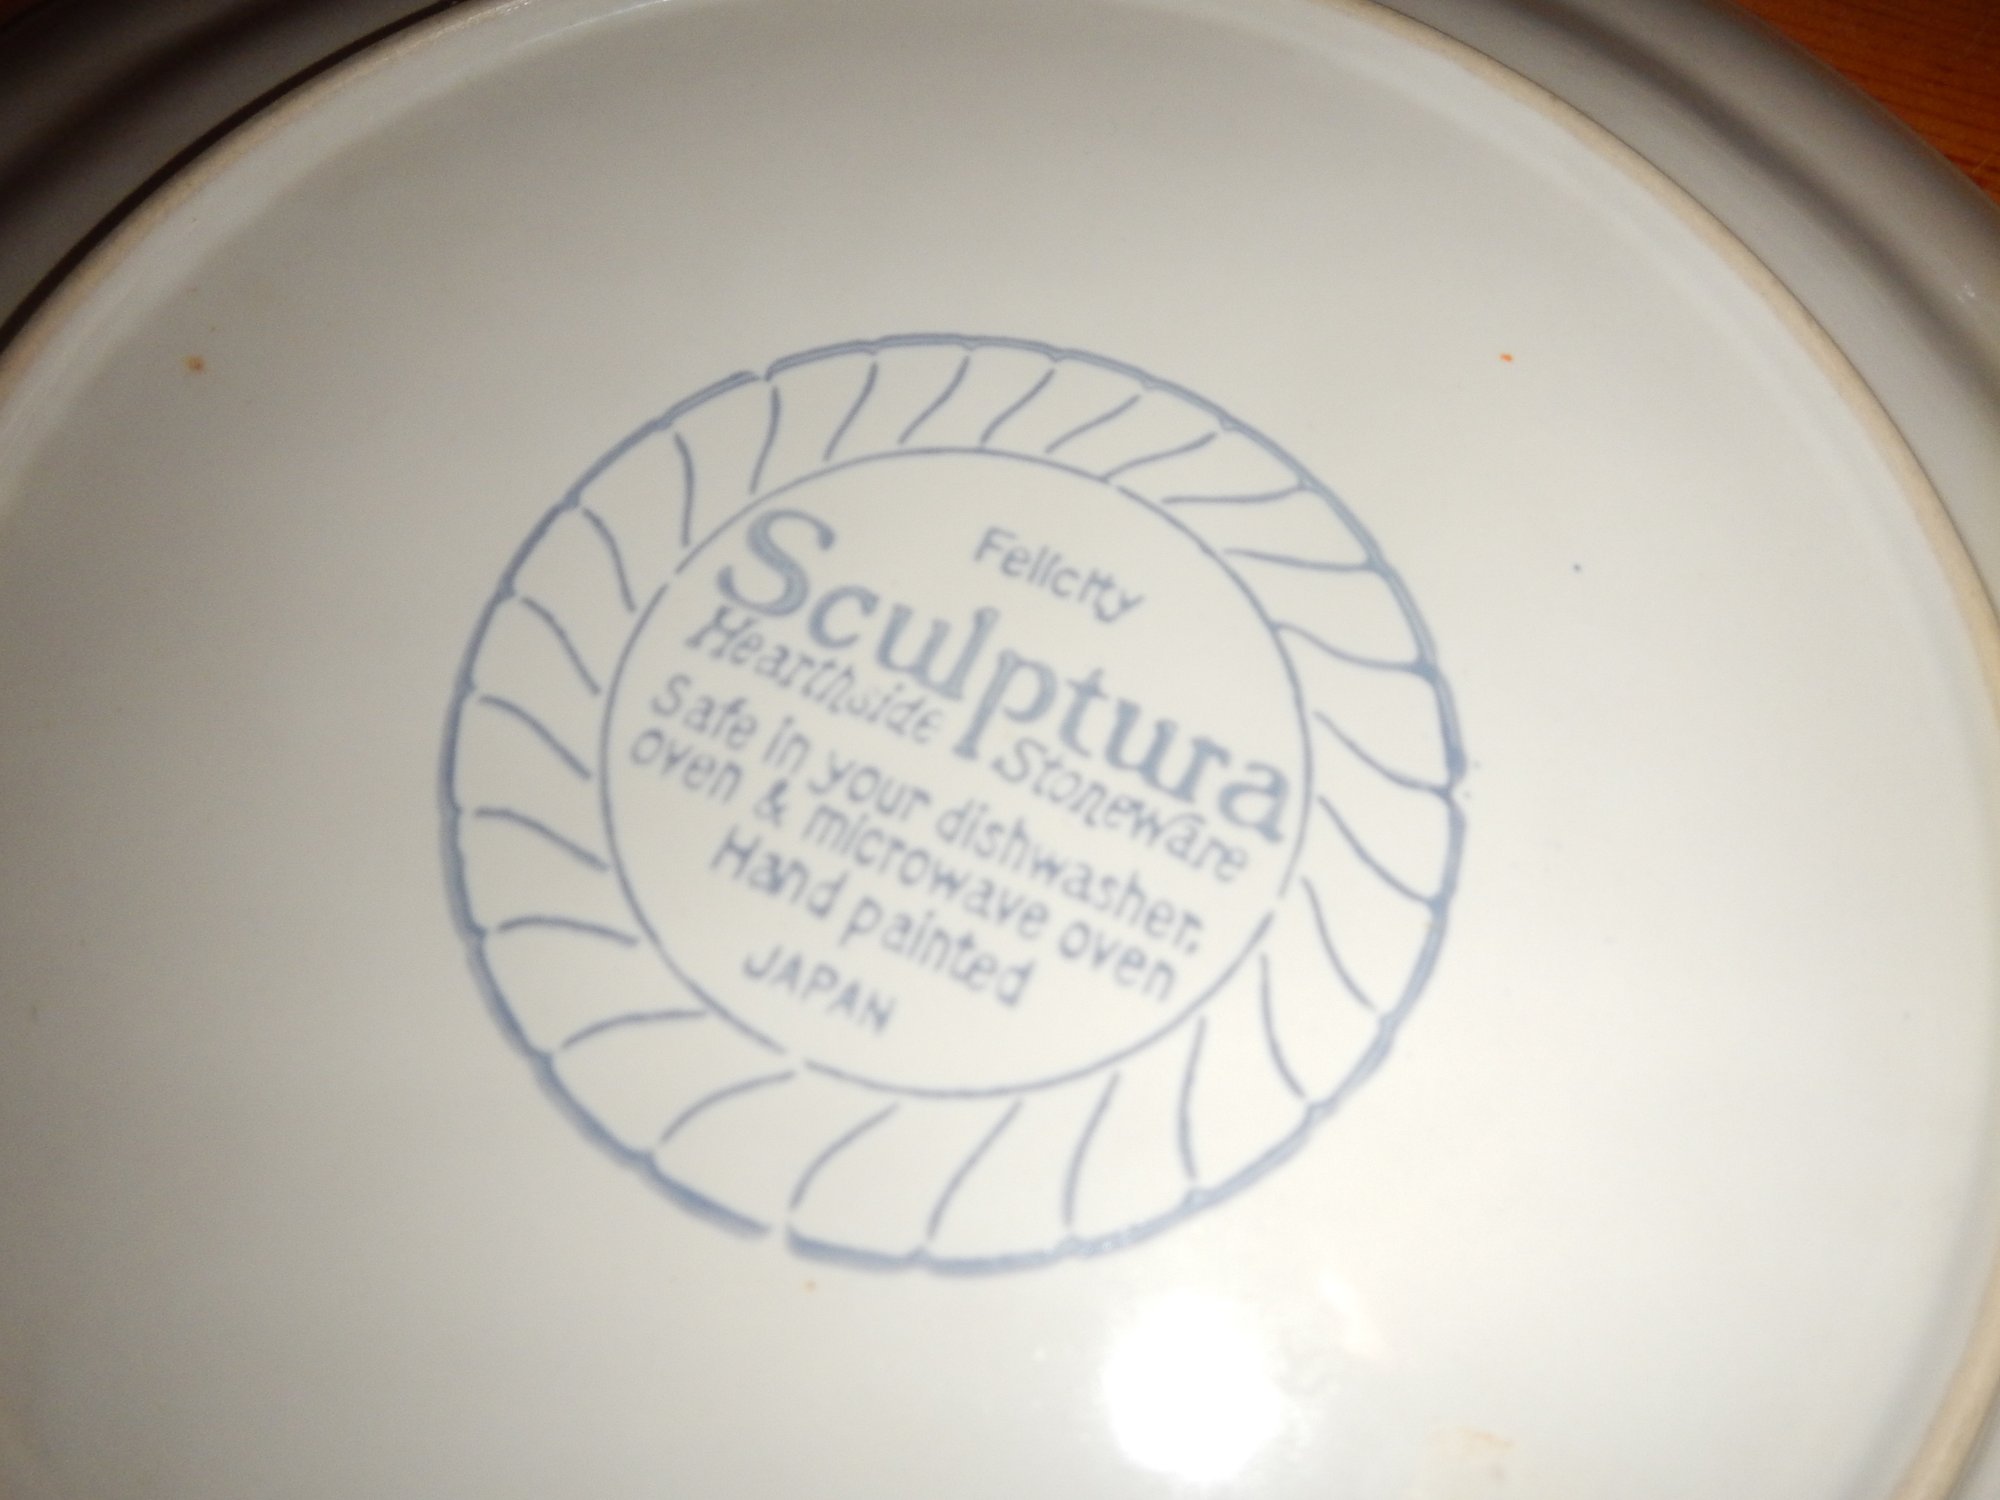 Felicity
Sculptura
Hearthside Stoneware
Safe in your dishwasher,
oven & microwave oven
Hand painted
JAPAN